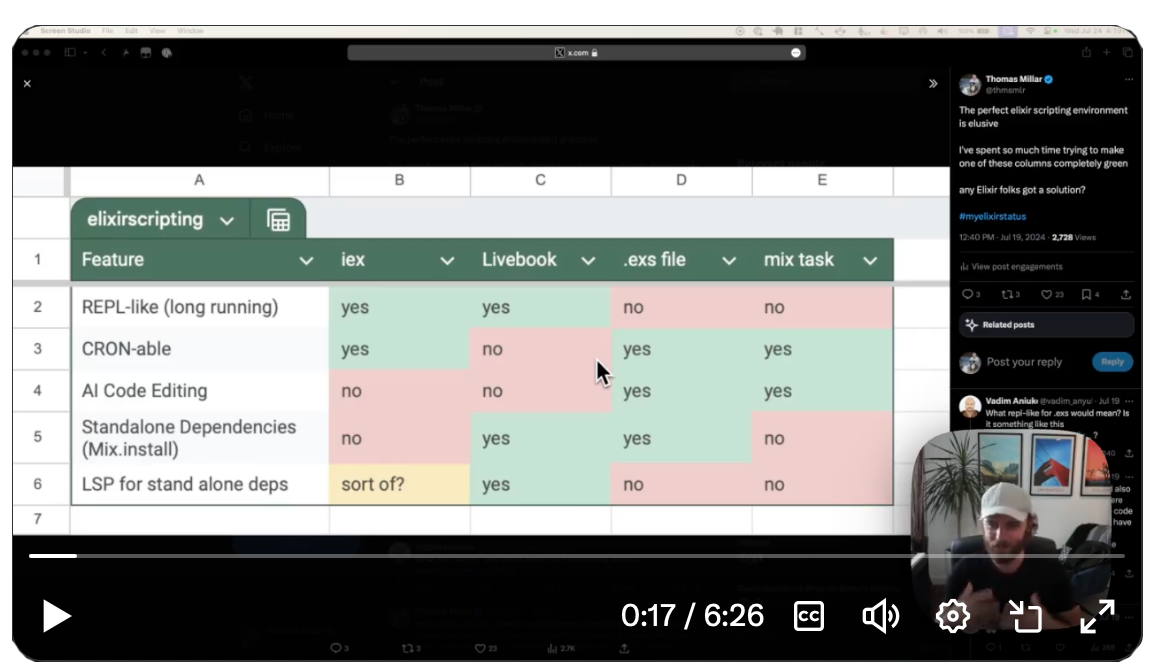 Screen Studio File Edit View Window
x.com
Post
Home
Explore
A B C D E
elixirscripting
1 Feature iex Livebook .exs file mix task
2 REPL-like (long running) yes yes no no
3 CRON-able yes no yes yes
4 AI Code Editing no no yes yes
5 Standalone Dependencies
(Mix.install) no yes yes no
6 LSP for stand alone deps sort of? yes no no
7
Thomas Millar
@thmsmlr
The perfect elixir scripting environment
is elusive
I've spent so much time trying to make
one of these columns completely green
any Elixir folks got a solution?
#myelixirstatus
12:40 PM · Jul 19, 2024 · 2,728 Views
View post engagements
3 3 23 4
Related posts
Post your reply Reply
Vadim Aniuk @vadim_anyu · Jul 19
What repl-like for .exs would mean? Is
it something like this
?
also
code
have
0:17 / 6:26 CC
3 3 23 2.7K